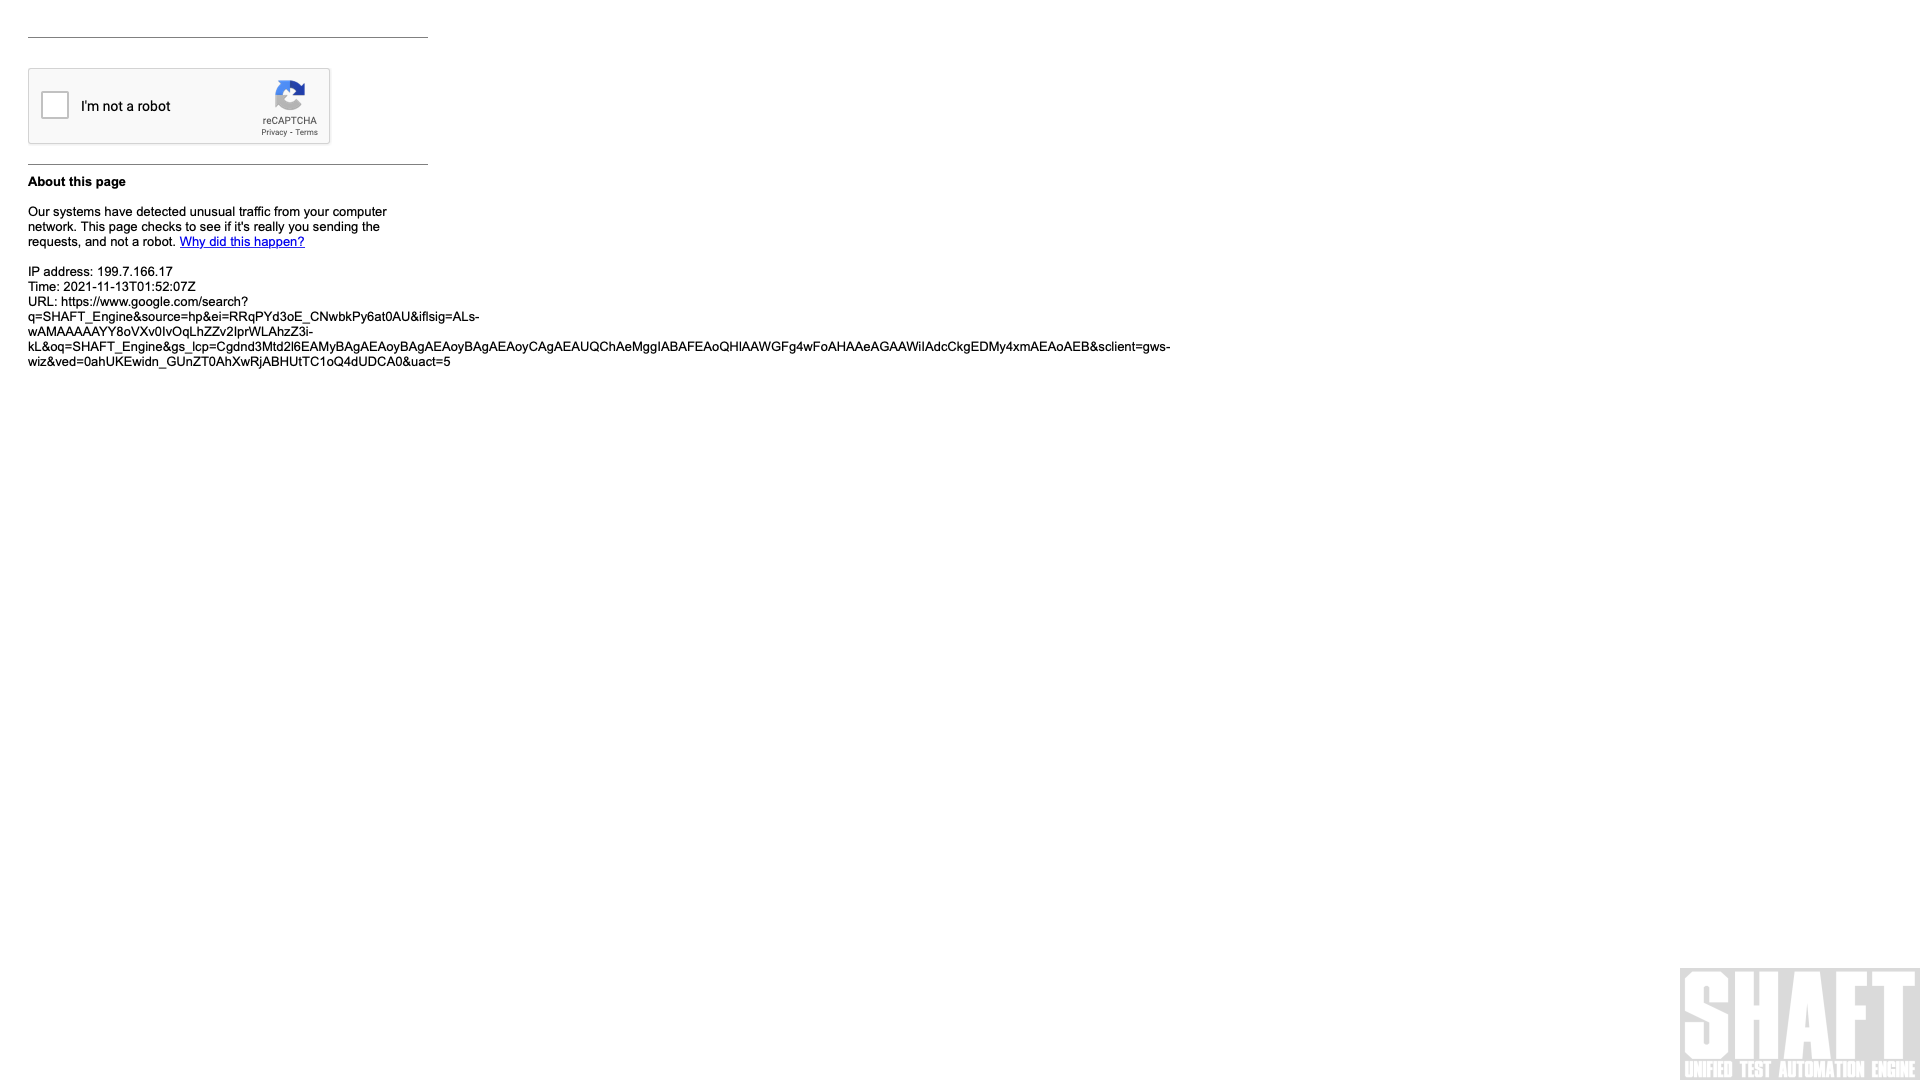 I'm not a robot
reCAPTCHA
Privacy - Terms
About this page
Our systems have detected unusual traffic from your computer
network. This page checks to see if it's really you sending the
requests, and not a robot. Why did this happen?
IP address: 199.7.166.17
Time: 2021-11-13T01:52:07Z
URL: https://www.google.com/search?
q=SHAFT_Engine&source=hp&ei=RRqPYd3oE_CNwbkPy6at0AU&iflsig=ALs-
wAMAAAAAYY8oVXv0IvOqLhZZv2IprWLAhzZ3i-
kL&oq=SHAFT_Engine&gs_lcp=Cgdnd3Mtd2l6EAMyBAgAEAoyBAgAEAoyBAgAEAoyCAgAEAUQChAeMggIABAFEAoQHlAAWGFg4wFoAHAAeAGAAWiIAdcCkgEDMy4xmAEAoAEB&sclient=gws-
wiz&ved=0ahUKEwidn_GUnZT0AhXwRjABHUtTC1oQ4dUDCA0&uact=5
SHAFT
UNIFIED TEST AUTOMATION ENGINE